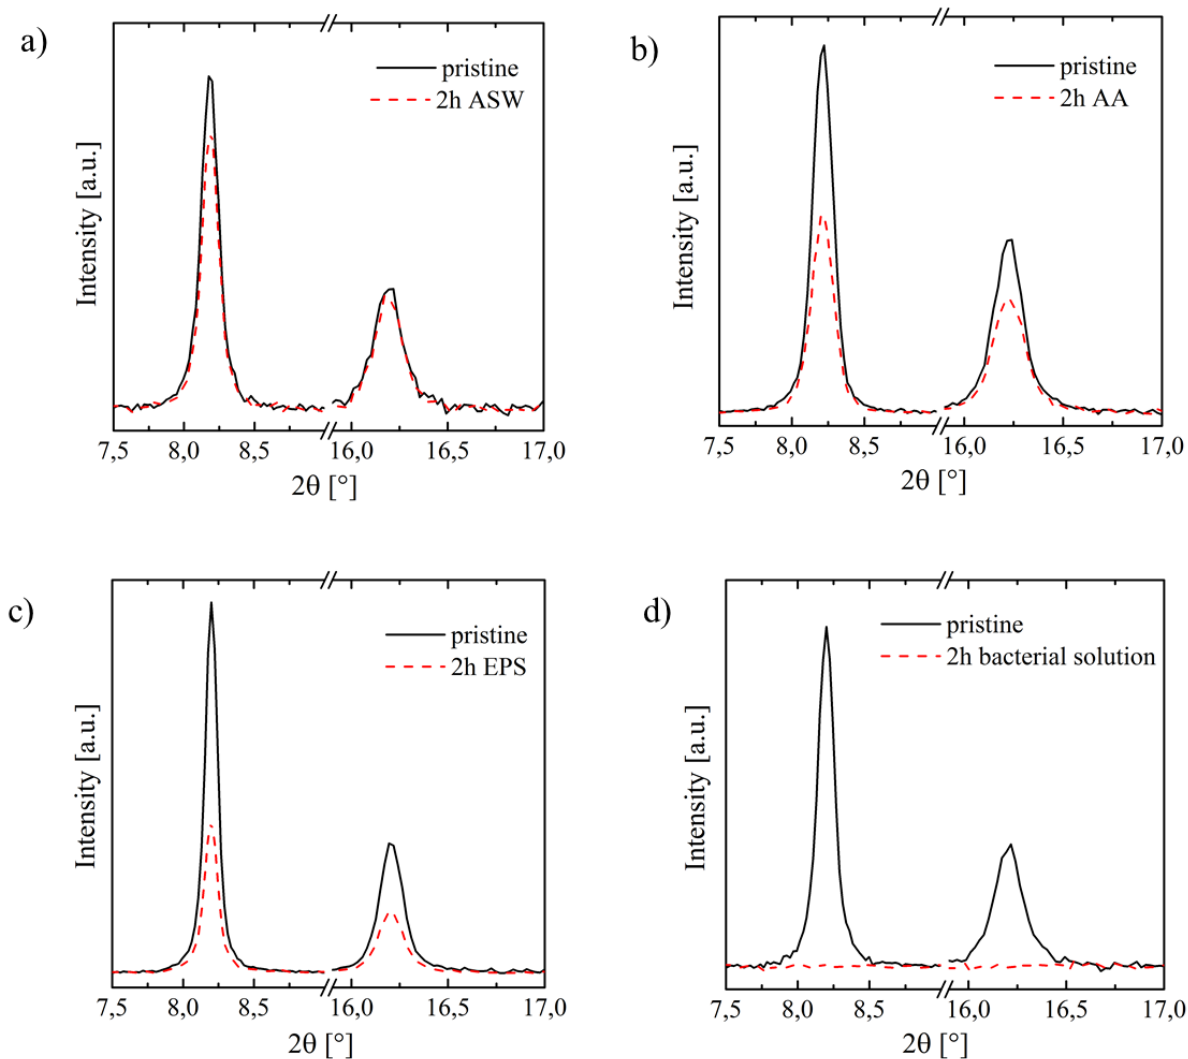 a)
pristine
2h ASW
Intensity [a.u.]
7,5 8,0 8,5 16,0 16,5 17,0
2θ [°]
b)
pristine
2h AA
Intensity [a.u.]
7,5 8,0 8,5 16,0 16,5 17,0
2θ [°]
c)
pristine
2h EPS
Intensity [a.u.]
7,5 8,0 8,5 16,0 16,5 17,0
2θ [°]
d)
pristine
2h bacterial solution
Intensity [a.u.]
7,5 8,0 8,5 16,0 16,5 17,0
2θ [°]